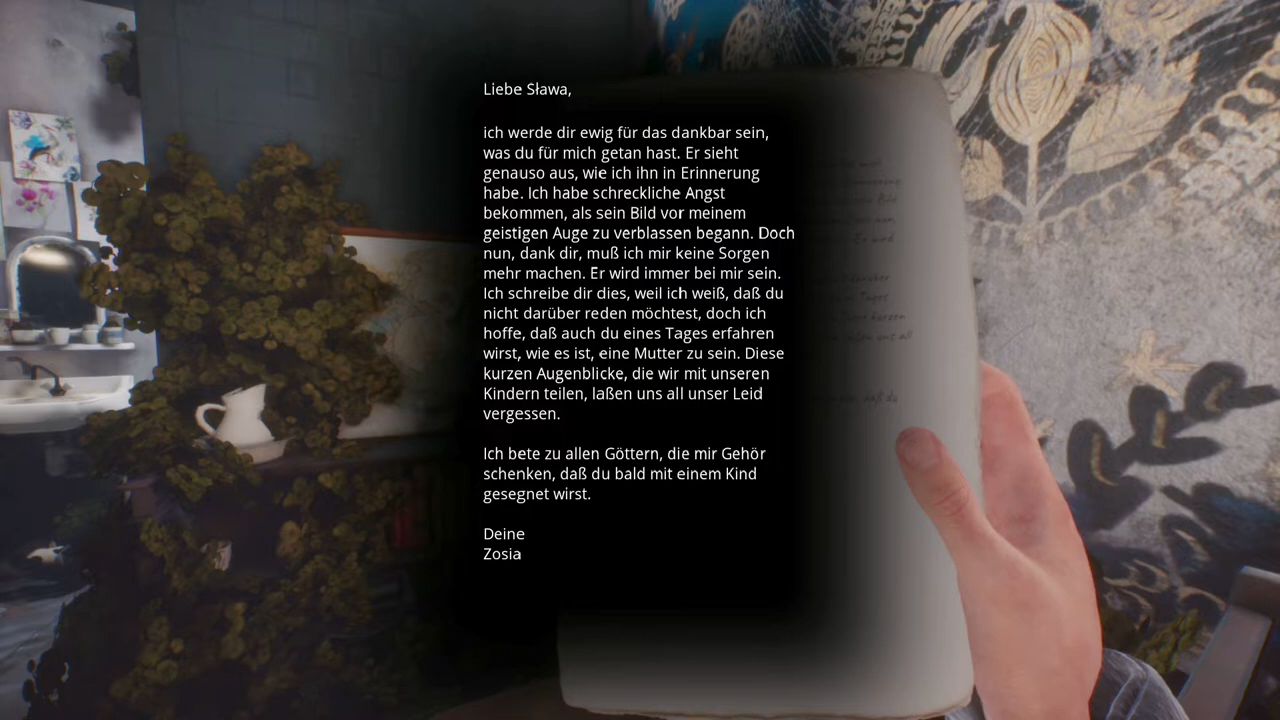 Liebe Sława,
ich werde dir ewig für das dankbar sein,
was du für mich getan hast. Er sieht
genauso aus, wie ich ihn in Erinnerung
habe. Ich habe schreckliche Angst
bekommen, als sein Bild vor meinem
geistigen Auge zu verblassen begann. Doch
nun, dank dir, muß ich mir keine Sorgen
mehr machen. Er wird immer bei mir sein.
Ich schreibe dir dies, weil ich weiß, daß du
nicht darüber reden möchtest, doch ich
hoffe, daß auch du eines Tages erfahren
wirst, wie es ist, eine Mutter zu sein. Diese
kurzen Augenblicke, die wir mit unseren
Kindern teilen, laßen uns all unser Leid
vergessen.
Ich bete zu allen Göttern, die mir Gehör
schenken, daß du bald mit einem Kind
gesegnet wirst.
Deine
Zosia